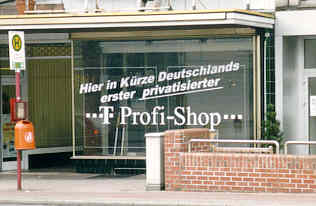 H
Hier in Kürze Deutschlands
erster privatisierter
···T Profi-Shop···